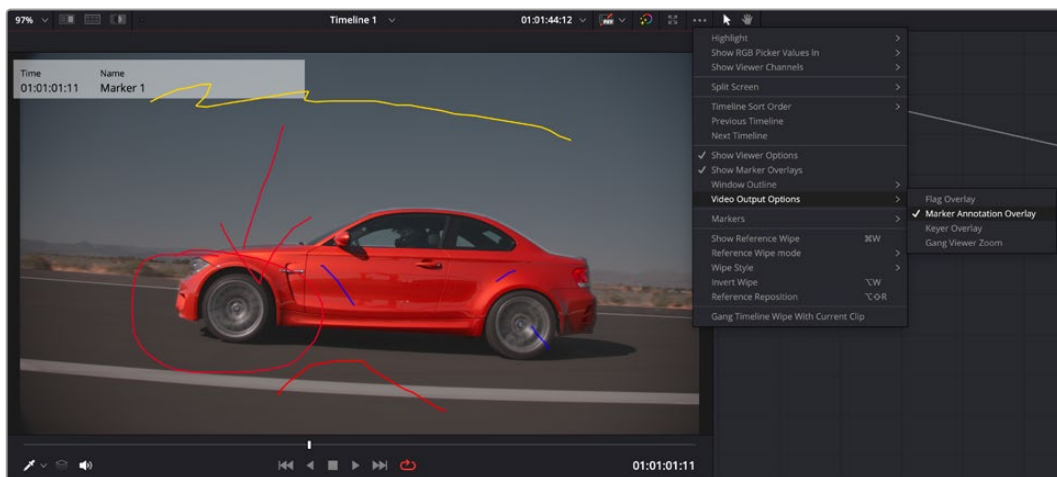 97%
Timeline 1
01:01:44:12
Time Name
01:01:01:11 Marker 1
Highlight
Show RGB Picker Values In
Show Viewer Channels
Split Screen
Timeline Sort Order
Previous Timeline
Next Timeline
Show Viewer Options
Show Marker Overlays
Window Outline
Video Output Options
Markers
Show Reference Wipe ⌘W
Reference Wipe mode
Wipe Style
Invert Wipe ⌥W
Reference Reposition ⌥⇧R
Gang Timeline Wipe With Current Clip
Flag Overlay
Marker Annotation Overlay
Keyer Overlay
Gang Viewer Zoom
01:01:01:11